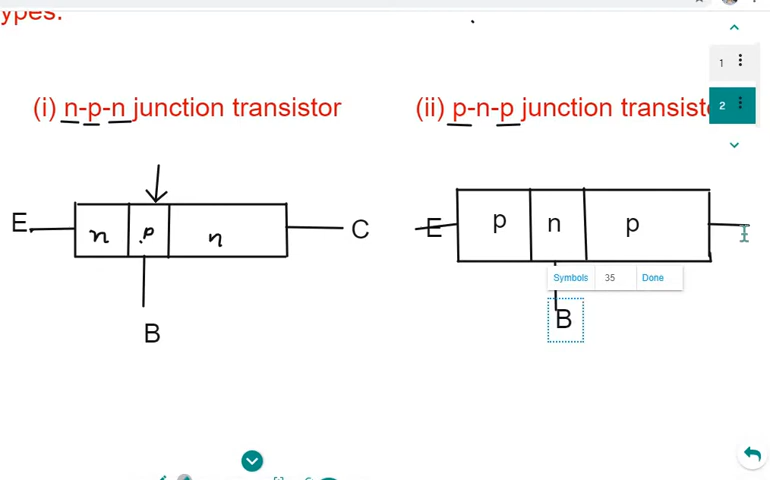 ypes:
1
(i) n-p-n junction transistor
(ii) p-n-p junction transist
2
E
n
p
n
C
E
p
n
p
Symbols 35 Done
B
B